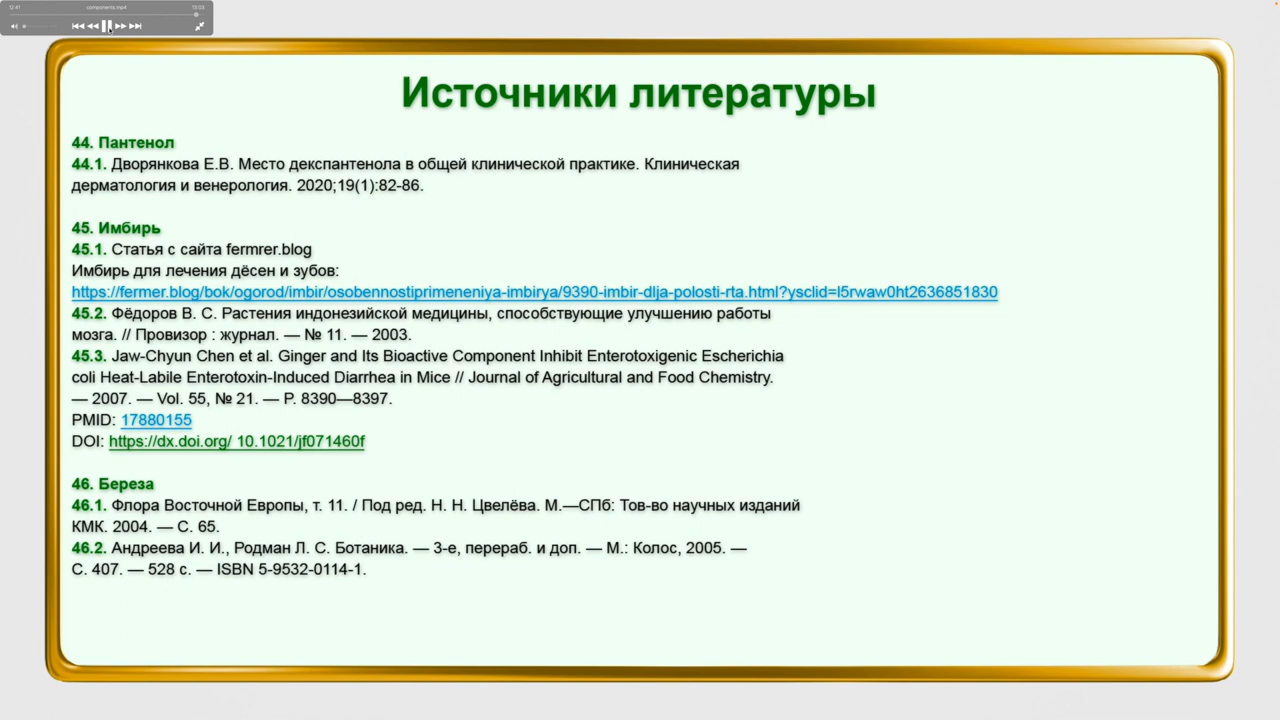 12:41
components.mp4
13:03
Источники литературы
44. Пантенол
44.1. Дворянкова Е.В. Место декспантенола в общей клинической практике. Клиническая
дерматология и венерология. 2020;19(1):82-86.
45. Имбирь
45.1. Статья с сайта fermrer.blog
Имбирь для лечения дёсен и зубов:
https://fermer.blog/bok/ogorod/imbir/osobennostiprimeneniya-imbirya/9390-imbir-dlja-polosti-rta.html?ysclid=l5rwaw0ht2636851830
45.2. Фёдоров В. С. Растения индонезийской медицины, способствующие улучшению работы
мозга. // Провизор : журнал. — № 11. — 2003.
45.3. Jaw-Chyun Chen et al. Ginger and Its Bioactive Component Inhibit Enterotoxigenic Escherichia
coli Heat-Labile Enterotoxin-Induced Diarrhea in Mice // Journal of Agricultural and Food Chemistry.
— 2007. — Vol. 55, № 21. — P. 8390—8397.
PMID: 17880155
DOI: https://dx.doi.org/ 10.1021/jf071460f
46. Береза
46.1. Флора Восточной Европы, т. 11. / Под ред. Н. Н. Цвелёва. М.—СПб: Тов-во научных изданий
КМК. 2004. — С. 65.
46.2. Андреева И. И., Родман Л. С. Ботаника. — 3-е, перераб. и доп. — М.: Колос, 2005. —
С. 407. — 528 с. — ISBN 5-9532-0114-1.